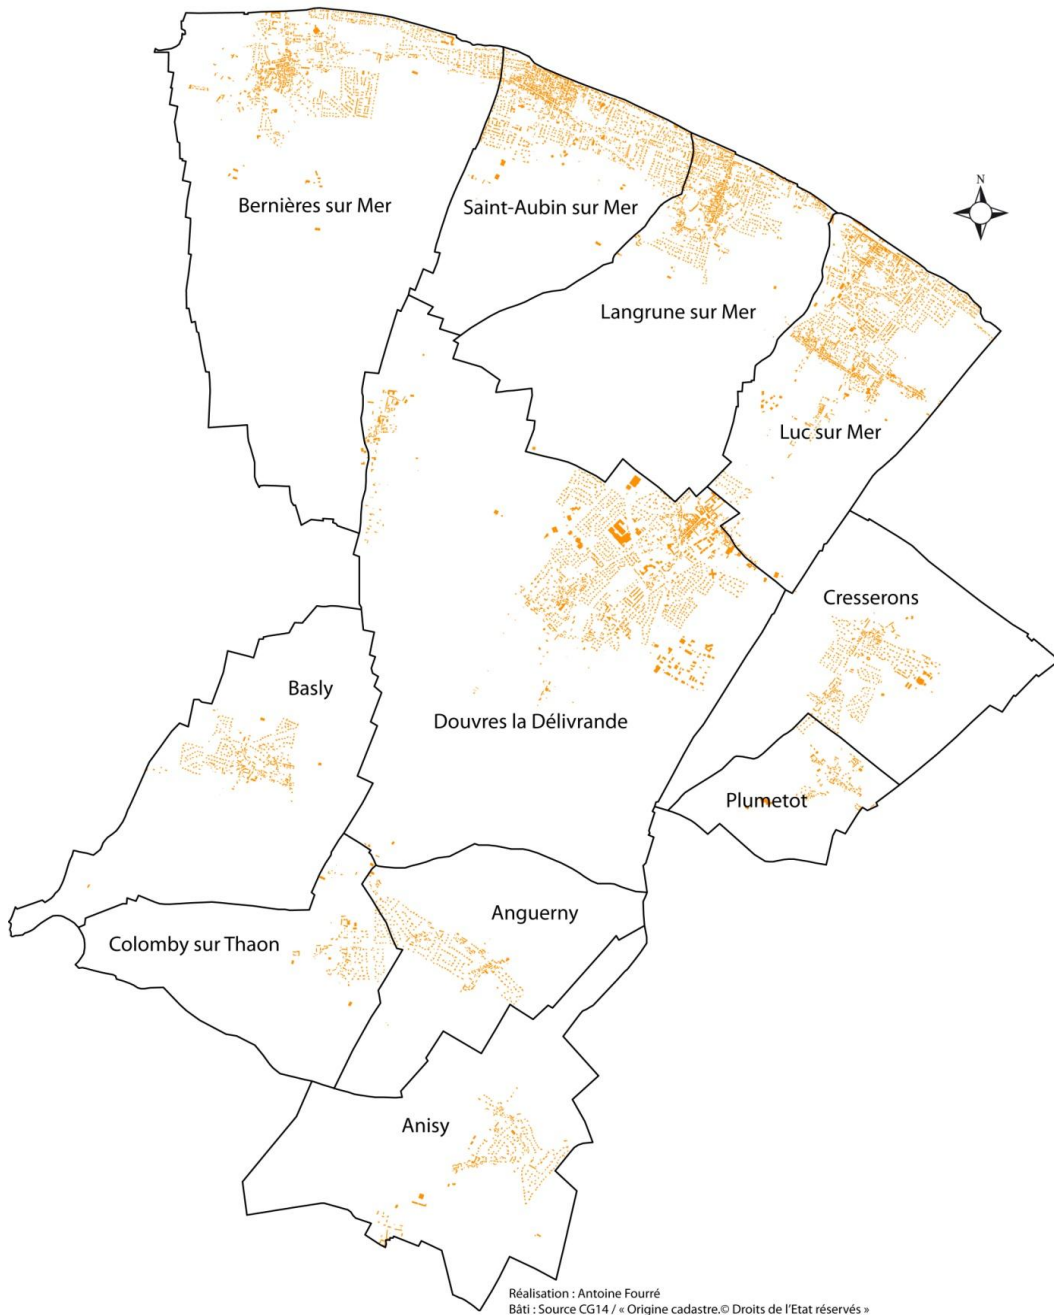 N
Bernières sur Mer
Saint-Aubin sur Mer
Langrune sur Mer
Luc sur Mer
Cresserons
Basly
Douvres la Délivrande
Plumetot
Anguerny
Colomby sur Thaon
Anisy
Réalisation : Antoine Fourré
Bâti : Source CG14 / « Origine cadastre.© Droits de l'Etat réservés »